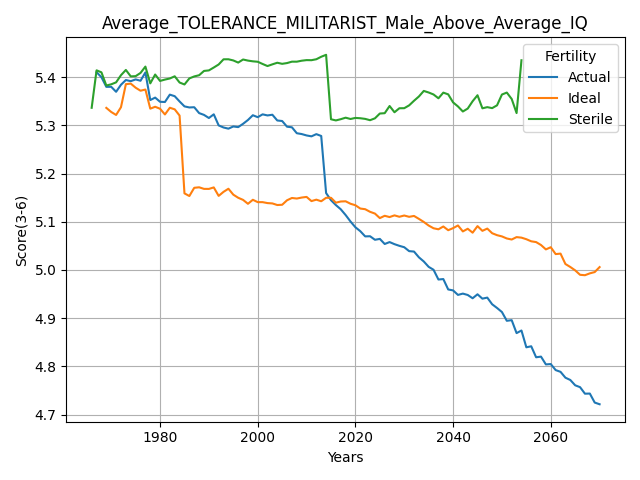 Average_TOLERANCE_MILITARIST_Male_Above_Average_IQ
Fertility
Actual
Ideal
Sterile
Score(3-6)
5.4
5.3
5.2
5.1
5.0
4.9
4.8
4.7
1980
2000
2020
2040
2060
Years